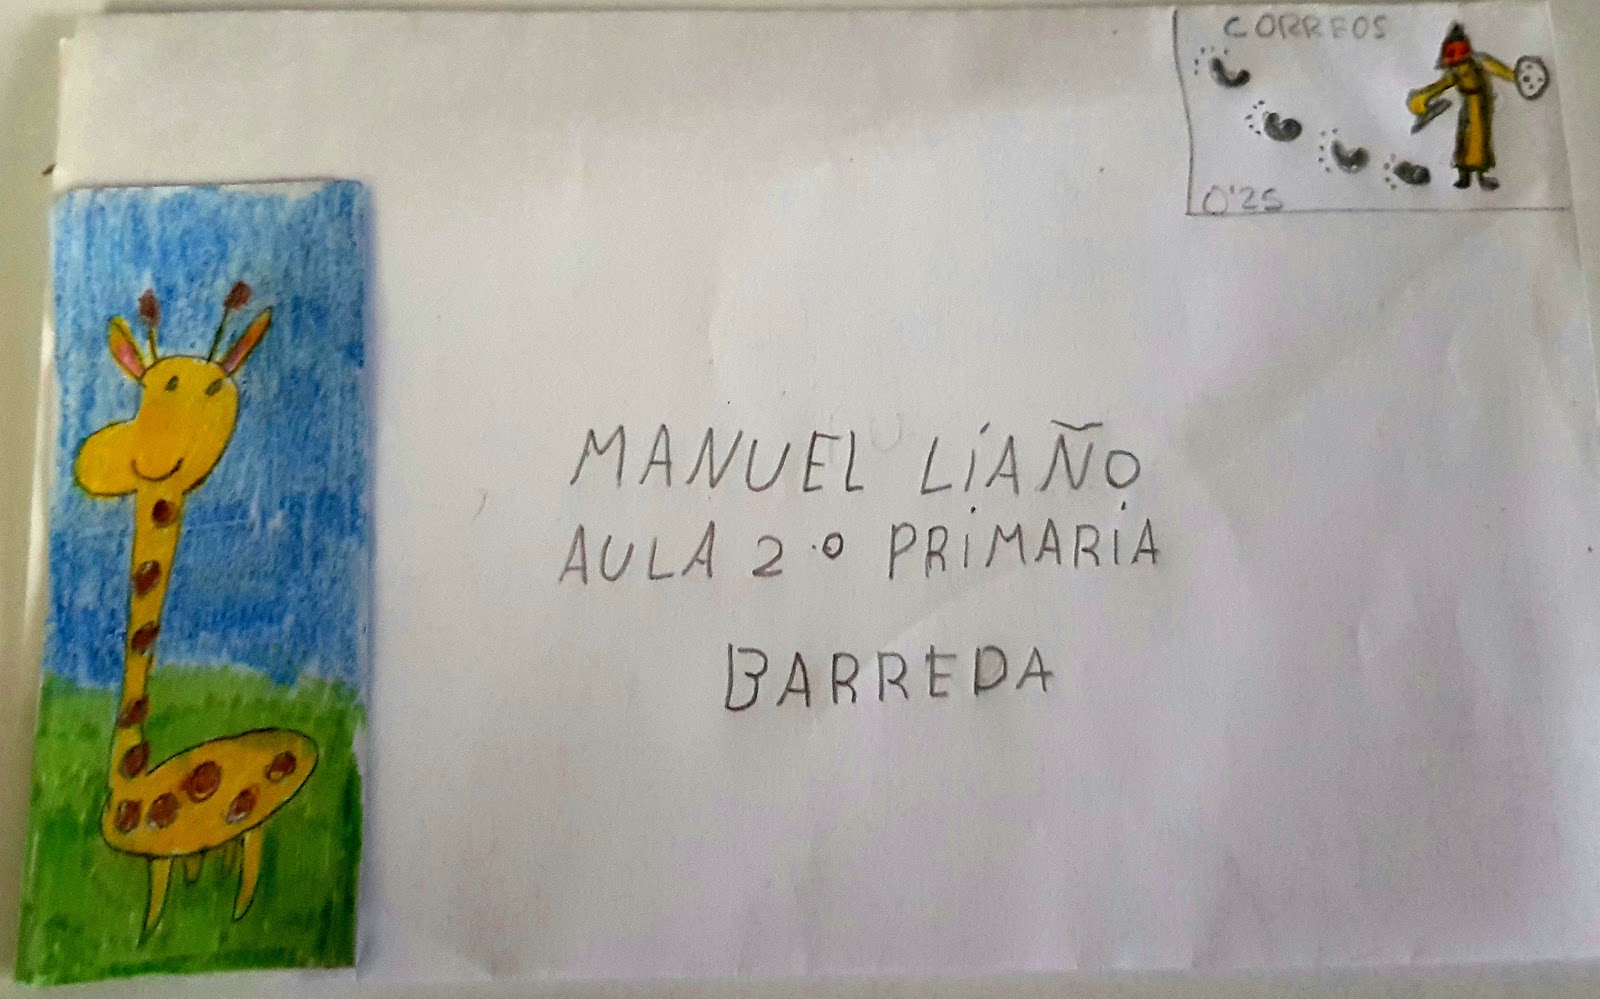 CORREOS
0'25
MANUEL LIAÑO
AULA 2.º PRIMARIA
BARREDA